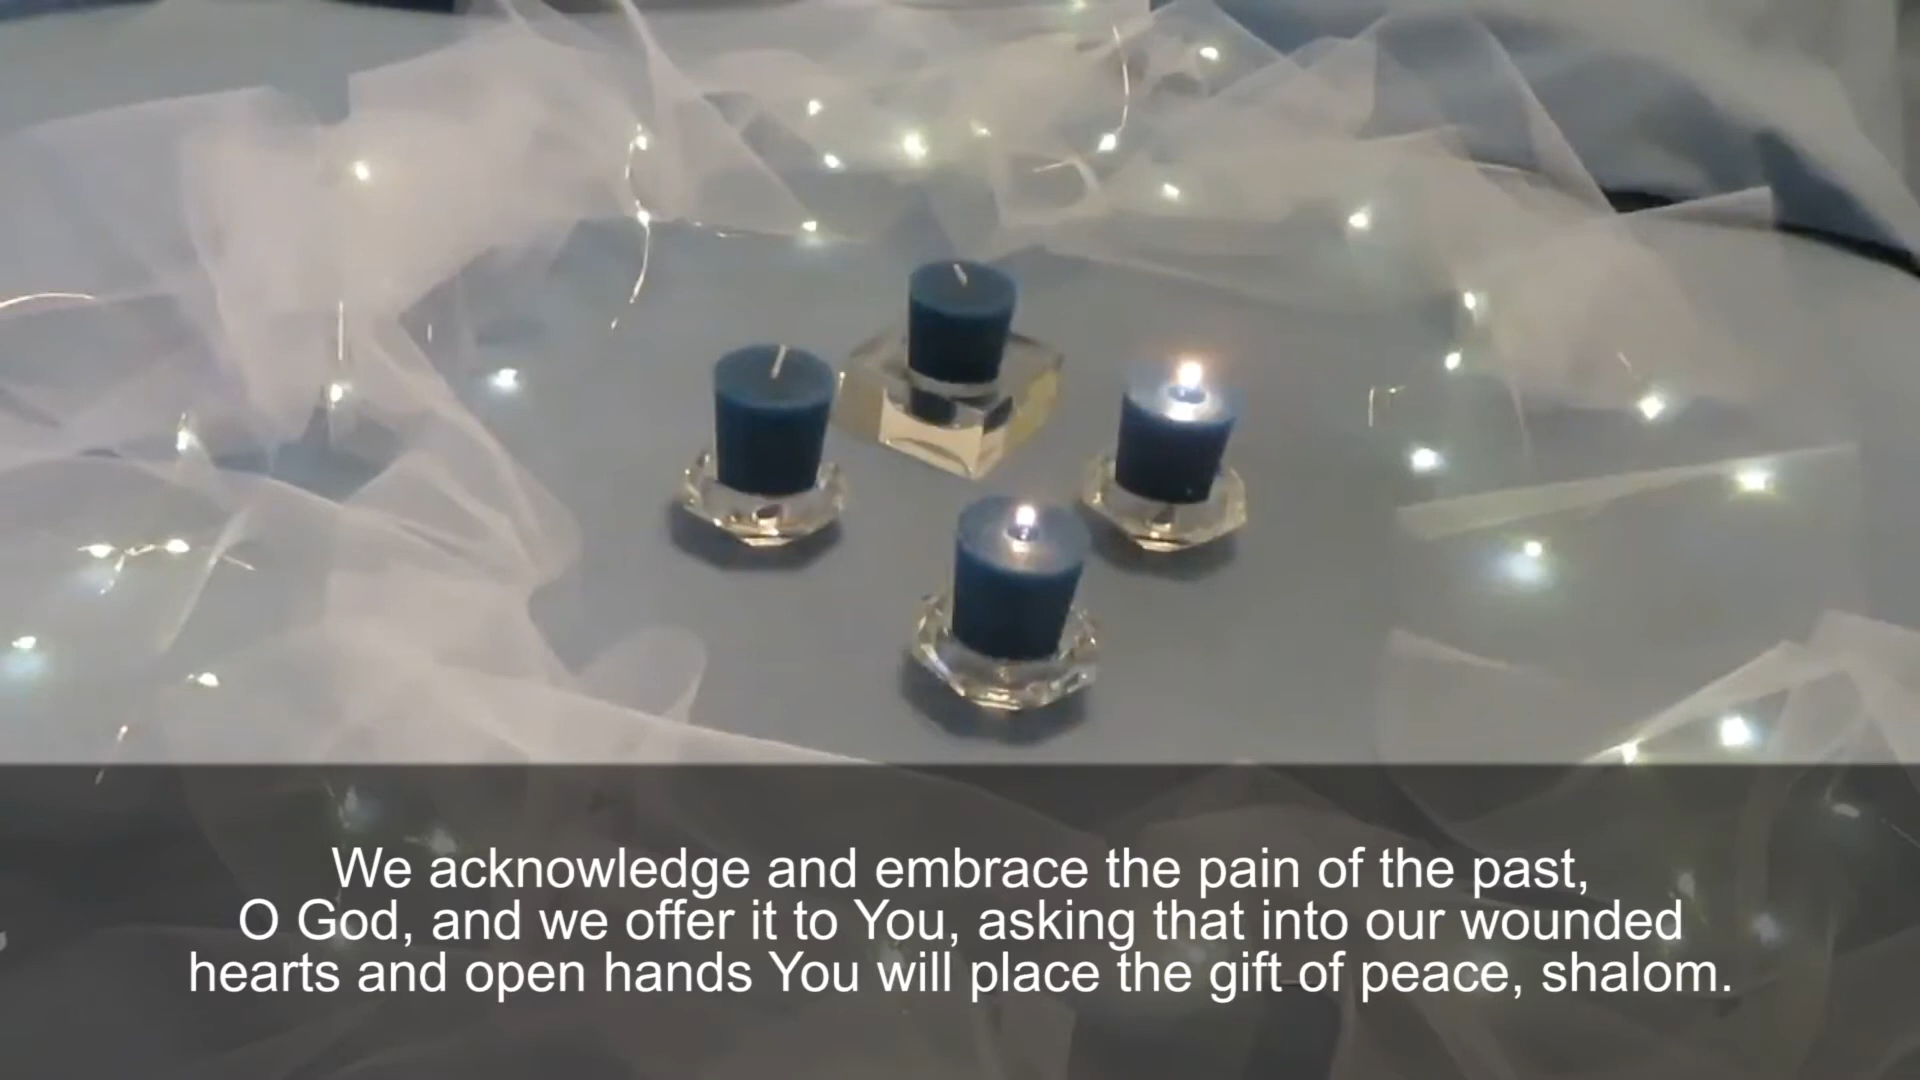 We acknowledge and embrace the pain of the past,
O God, and we offer it to You, asking that into our wounded
hearts and open hands You will place the gift of peace, shalom.